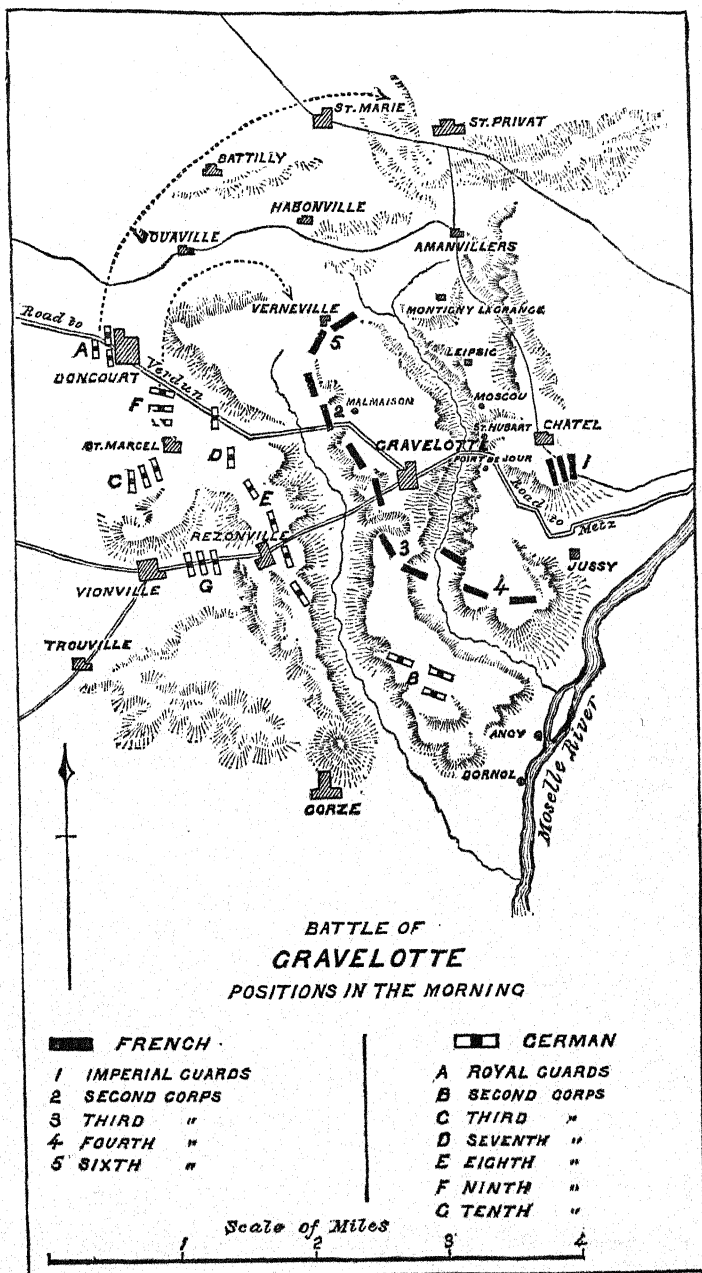 ST. MARIE
ST. PRIVAT
BATTILLY
HABONVILLE
JOUAVILLE
AMANVILLERS
VERNEVILLE
MONTIGNY LAGRANGE
Road to
Verdun
A
DONCOURT
5
LEIPSIG
F
2
MALMAISON
MOSCOU
ST. HUBART
CHATEL
ST. MARCEL
D
GRAVELOTTE
POINT DE JOUR
1
C
E
Road to
Metz
REZONVILLE
3
JUSSY
VIONVILLE
G
4
TROUVILLE
B
ANCY
DORNOL
Moselle River
GORZE
BATTLE OF
GRAVELOTTE
POSITIONS IN THE MORNING
FRENCH
1 IMPERIAL GUARDS
2 SECOND CORPS
3 THIRD "
4 FOURTH "
5 SIXTH "
GERMAN
A ROYAL GUARDS
B SECOND CORPS
C THIRD "
D SEVENTH "
E EIGHTH "
F NINTH "
G TENTH "
Scale of Miles
1 2 3 4